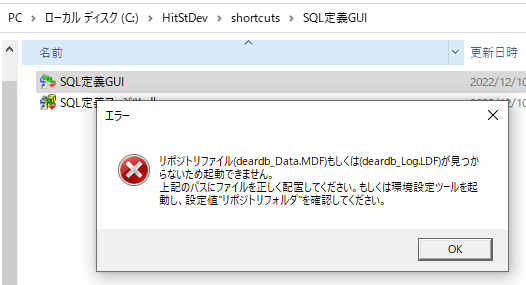 PC > ローカル ディスク (C:) > HitStDev > shortcuts > SQL定義GUI
名前 更新日時
SQL定義GUI 2022/12/10
エラー
リポジトリファイル(deardb_Data.MDF)もしくは(deardb_Log.LDF)が見つか
らないため起動できません。
上記のパスにファイルを正しく配置してください。もしくは環境設定ツールを起
動し、設定値"リポジトリフォルダ"を確認してください。
OK